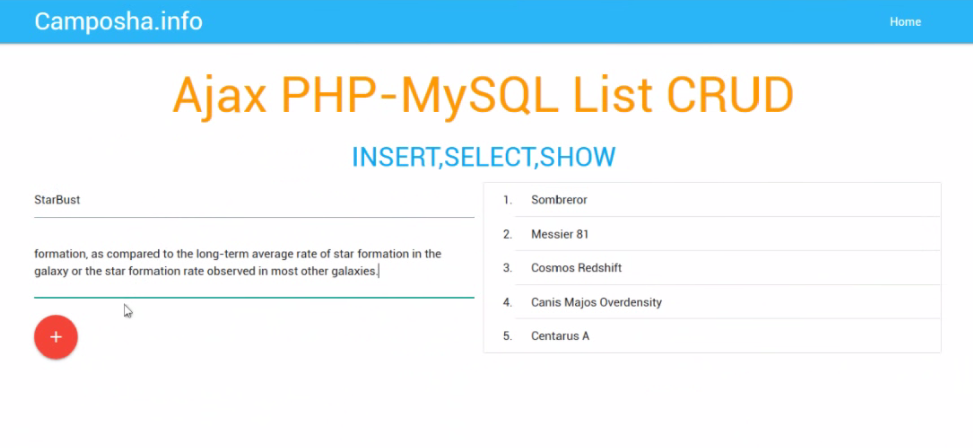 Camposha.info
Home
Ajax PHP-MySQL List CRUD
INSERT,SELECT,SHOW
StarBust
formation, as compared to the long-term average rate of star formation in the
galaxy or the star formation rate observed in most other galaxies.
+
1. Sombreror
2. Messier 81
3. Cosmos Redshift
4. Canis Majos Overdensity
5. Centarus A